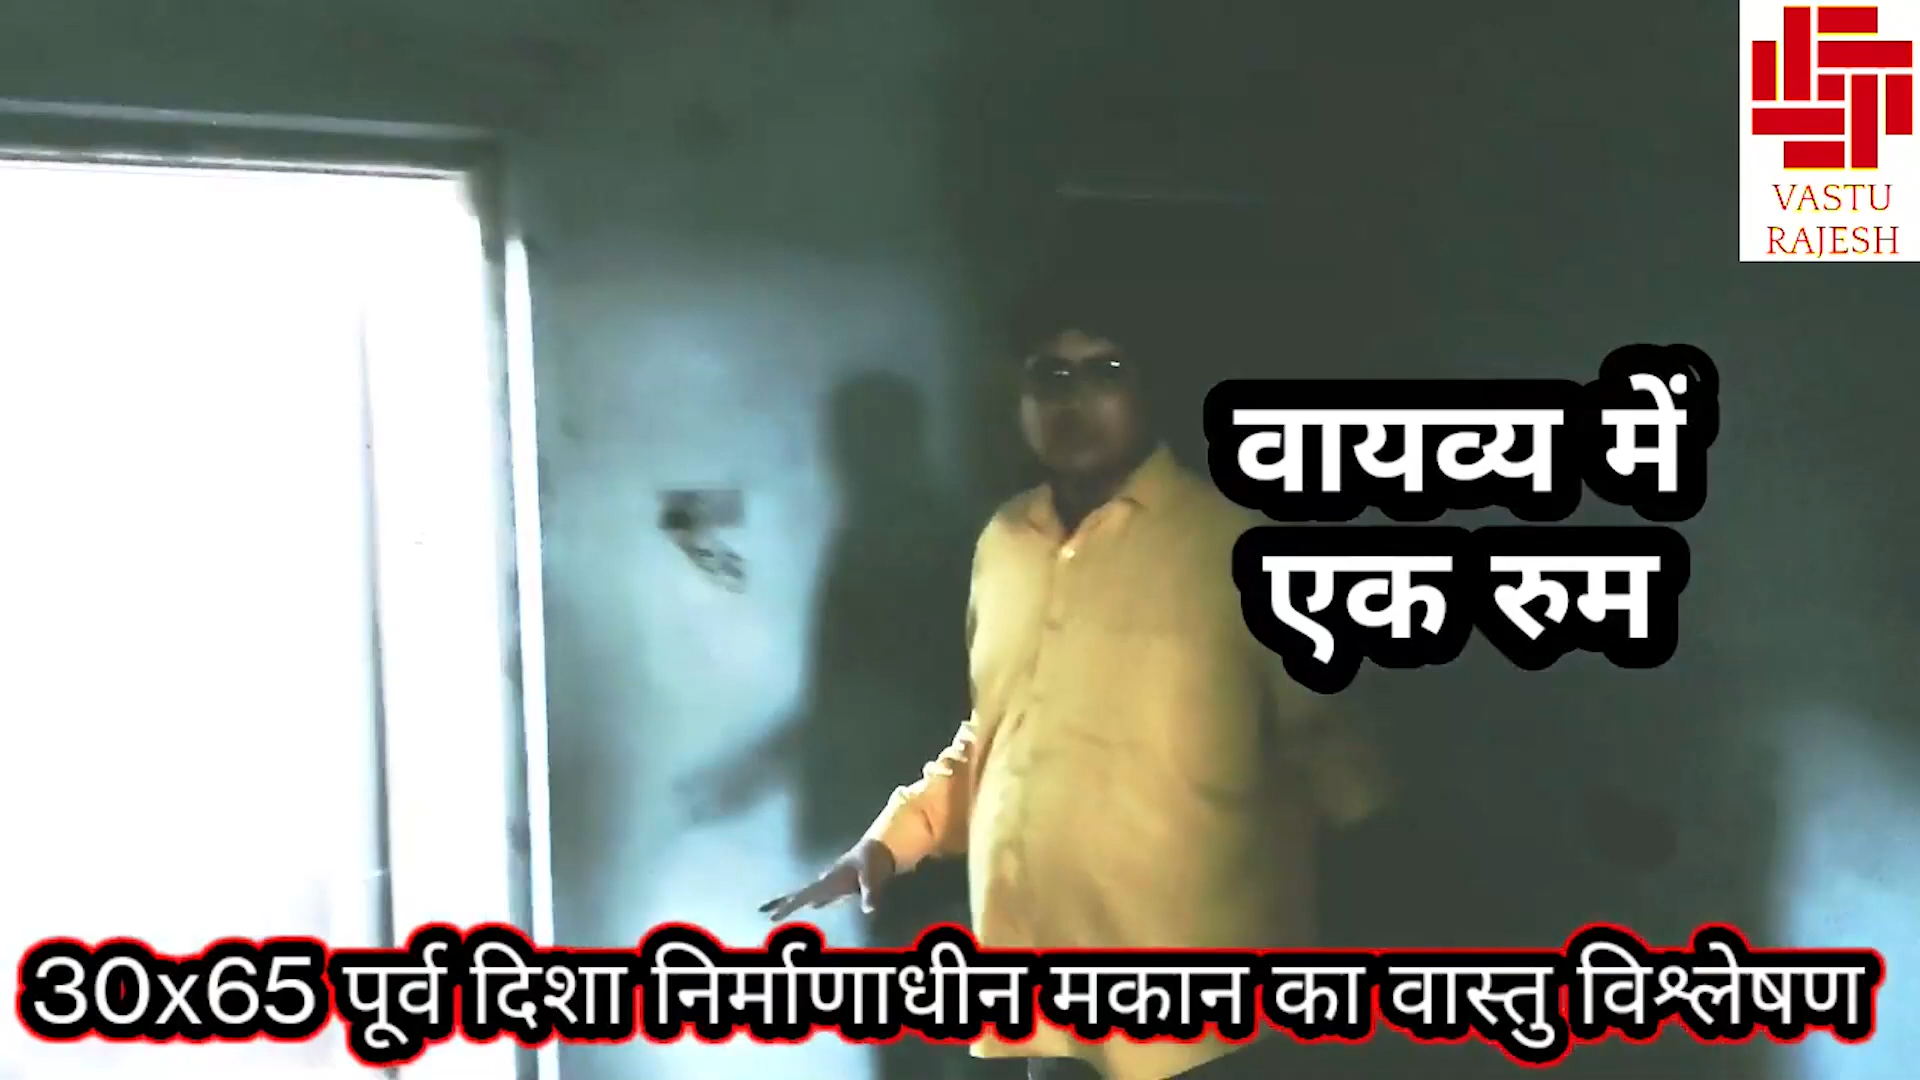 VASTU
RAJESH
वायव्य में
एक रुम
30x65 पूर्व दिशा निर्माणाधीन मकान का वास्तु विश्लेषण